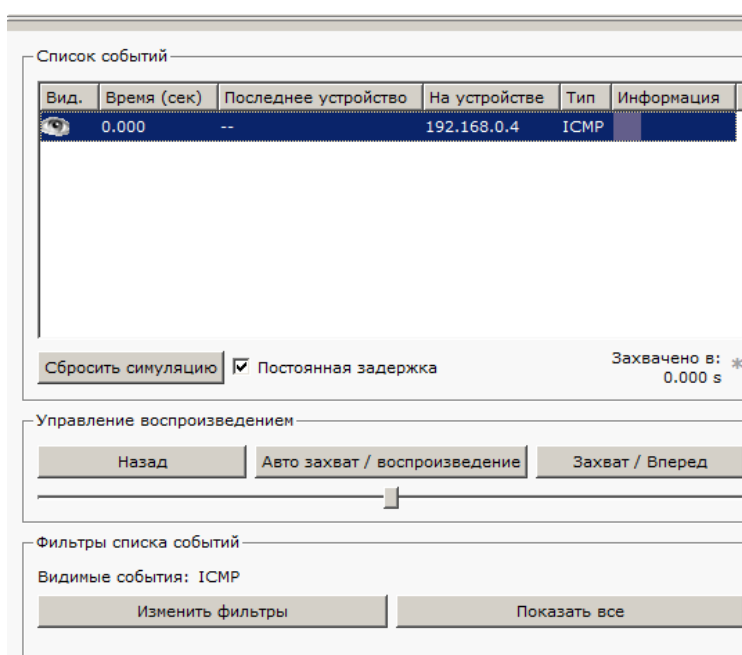 Список событий
Вид. Время (сек) Последнее устройство На устройстве Тип Информация
0.000 -- 192.168.0.4 ICMP
Сбросить симуляцию Постоянная задержка Захвачено в:
0.000 s
Управление воспроизведением
Назад Авто захват / воспроизведение Захват / Вперед
Фильтры списка событий
Видимые события: ICMP
Изменить фильтры Показать все